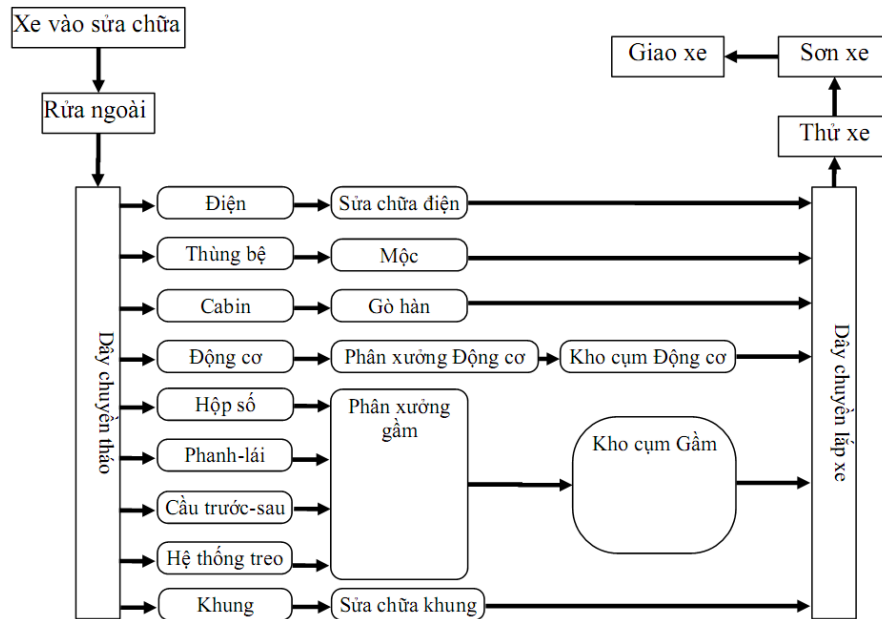 Xe vào sửa chữa
Rửa ngoài
Giao xe
Sơn xe
Thử xe
Dây chuyền tháo
Điện
Sửa chữa điện
Thùng bệ
Mộc
Cabin
Gò hàn
Động cơ
Phân xưởng Động cơ
Kho cụm Động cơ
Hộp số
Phanh-lái
Cầu trước-sau
Hệ thống treo
Phân xưởng
gầm
Kho cụm Gầm
Khung
Sửa chữa khung
Dây chuyền lắp xe